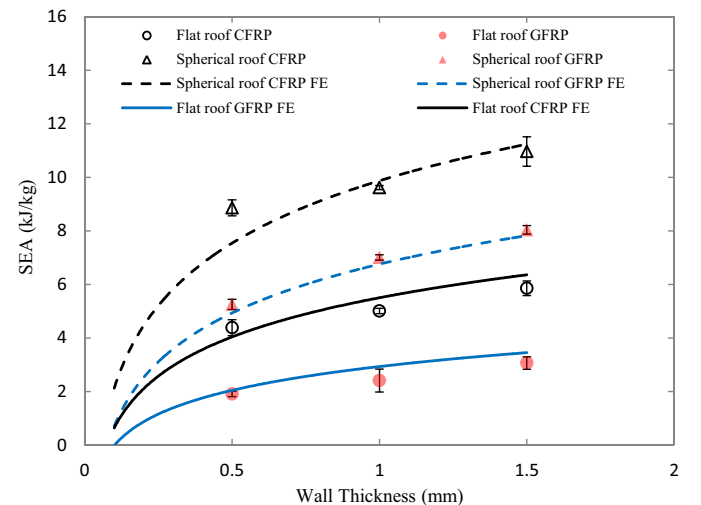 16
14
12
10
8
6
4
2
0
SEA (kJ/kg)
Flat roof CFRP
Flat roof GFRP
Spherical roof CFRP
Spherical roof GFRP
Spherical roof CFRP FE
Spherical roof GFRP FE
Flat roof GFRP FE
Flat roof CFRP FE
0 0.5 1 1.5 2
Wall Thickness (mm)